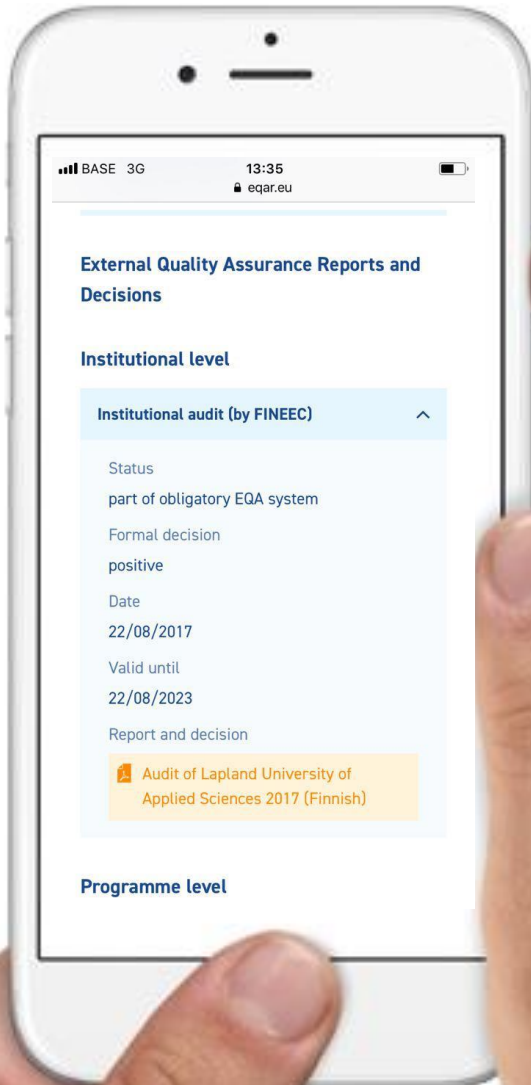 BASE 3G 13:35
eqar.eu
External Quality Assurance Reports and
Decisions
Institutional level
Institutional audit (by FINEEC)
Status
part of obligatory EQA system
Formal decision
positive
Date
22/08/2017
Valid until
22/08/2023
Report and decision
Audit of Lapland University of
Applied Sciences 2017 (Finnish)
Programme level